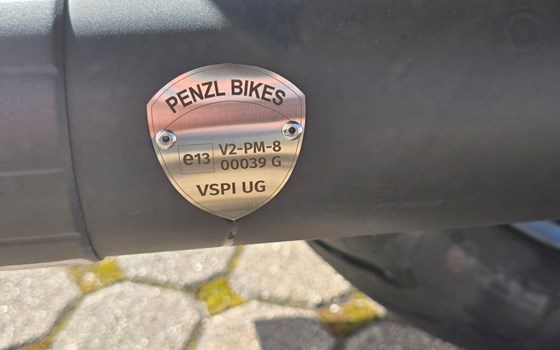 PENZL BIKES
e13 V2-PM-8
00039 G
VSPI UG